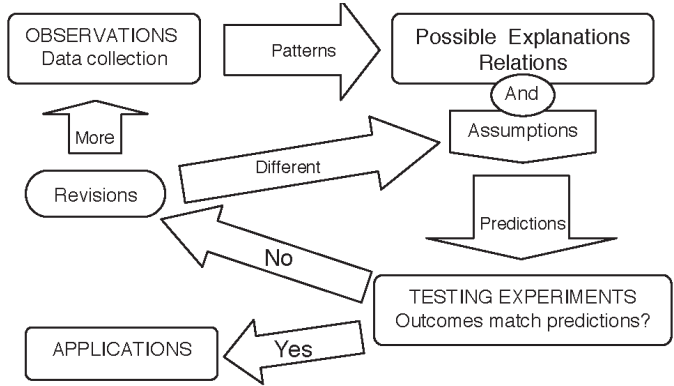 OBSERVATIONS
Data collection
Patterns
Possible Explanations
Relations
And
Assumptions
More
Different
Revisions
Predictions
No
TESTING EXPERIMENTS
Outcomes match predictions?
Yes
APPLICATIONS